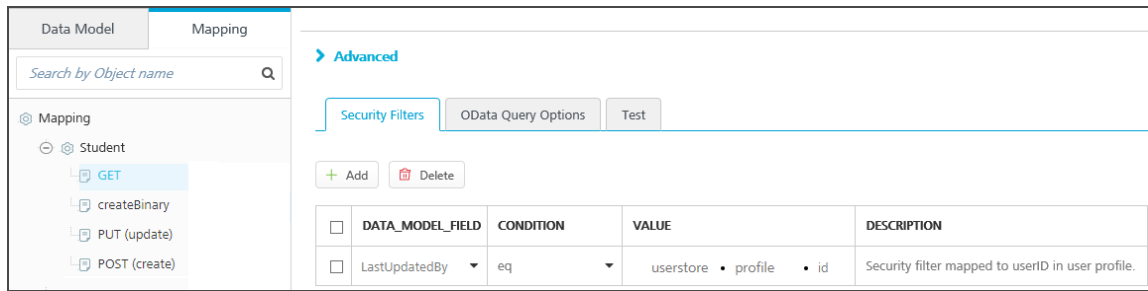 Data Model
Mapping
Search by Object name
Mapping
Student
GET
createBinary
PUT (update)
POST (create)
Advanced
Security Filters
OData Query Options
Test
+ Add
Delete
DATA_MODEL_FIELD CONDITION VALUE DESCRIPTION
LastUpdatedBy eq userstore • profile • id Security filter mapped to userID in user profile.